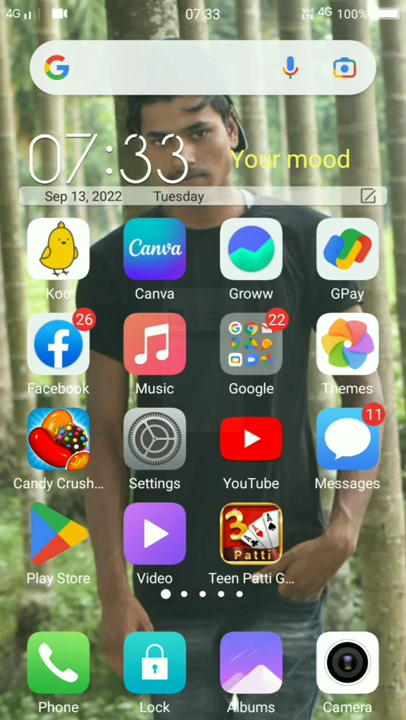 4G 07:33 VoI) LTE 4G 100%
07:33
Your mood
Sep 13, 2022 Tuesday
Canva
Koo Canva Groww GPay
26 22
Facebook Music Google Themes
11
Candy Crush... Settings YouTube Messages
3
Patti
Play Store Video Teen Patti G...
Phone Lock Albums Camera